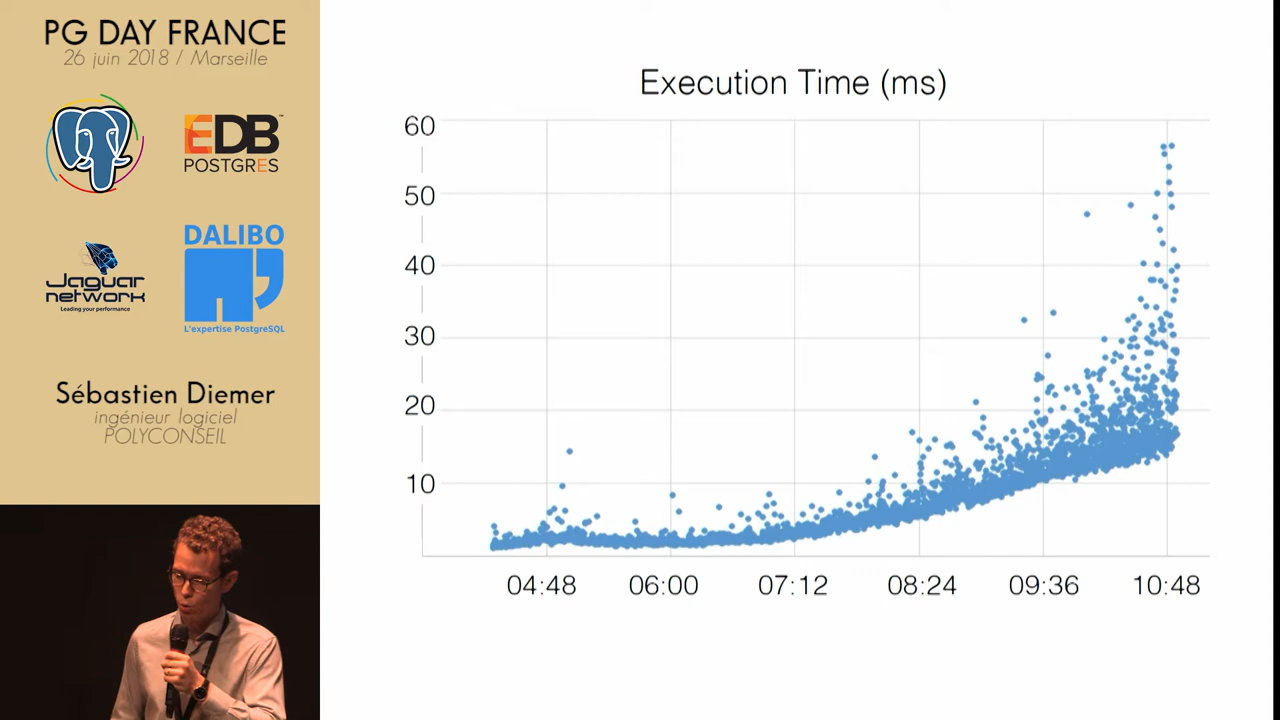 PG DAY FRANCE
26 juin 2018 / Marseille
EDB™
POSTGRES
Jaguar
network
Leading your performance
DALIBO
L'expertise PostgreSQL
Sébastien Diemer
ingénieur logiciel
POLYCONSEIL
Execution Time (ms)
60
50
40
30
20
10
04:48 06:00 07:12 08:24 09:36 10:48